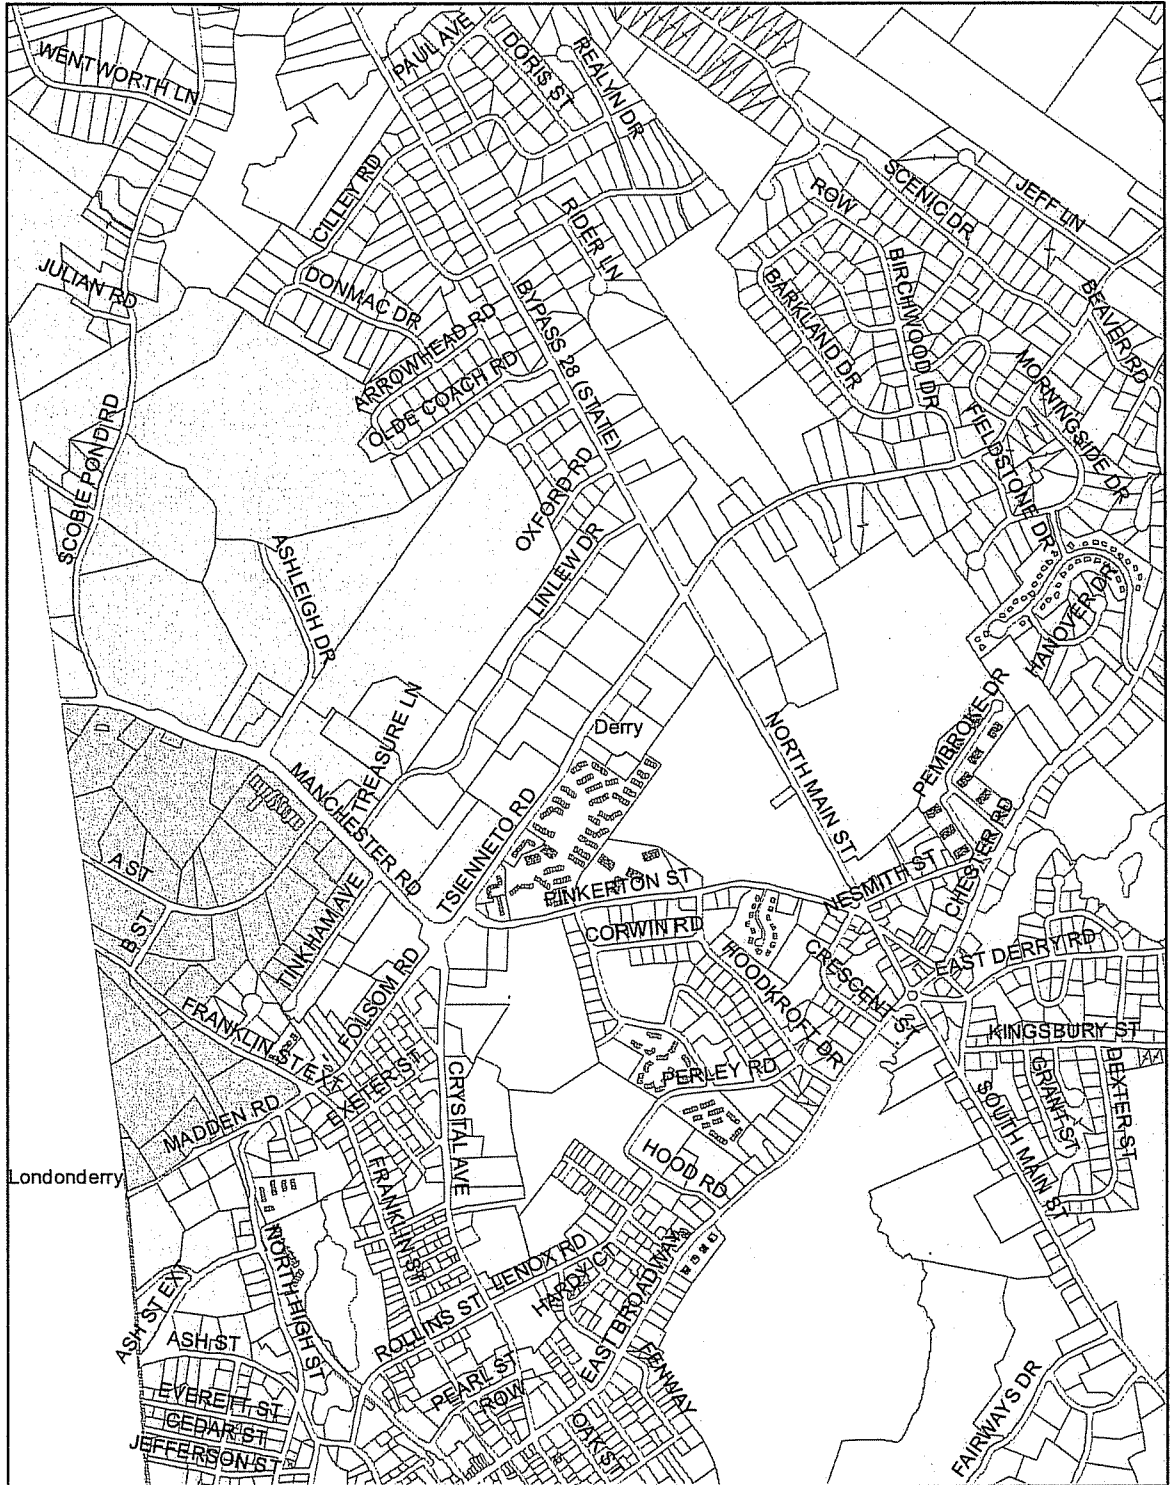 PAUL AVE
DORIS ST
REALYN DR
WENTWORTH LN
CILLEY RD
ROW
SCENIC DR
JEFF LN
RIDER LN
JULIAN RD
DONMAC DR
BARKLAND DR
BIRCHWOOD DR
BEAVER RD
ARROWHEAD RD
BYPASS 28 (STATE)
OLDE COACH RD
MORNINGSIDE DR
SCOBIE POND RD
OXFORD RD
FIELDSTONE DR
ASHLEIGH DR
LINLEW DR
HANOVER DR
TREASURE LN
Derry
NORTH MAIN ST
PEMBROKE DR
MANCHESTER RD
TSIENNETO RD
A ST
PINKERTON ST
NESMITH ST
CHESTER RD
B ST
TINKHAM AVE
CORWIN RD
FOLSOM RD
HOODKROFT DR
CRESCENT ST
EAST DERRY RD
FRANKLIN ST EXT
KINGSBURY ST
EXETER ST
PERLEY RD
MADDEN RD
CRYSTAL AVE
SOUTH MAIN ST
GRANT ST
DEXTER ST
Londonderry
HOOD RD
FRANKLIN ST
NORTH HIGH ST
LENOX RD
HARDY CT
EAST BROADWAY
ASH ST EXT
ASH ST
ROLLINS ST
EVERETT ST
PEARL ST
ROW
FENWAY
CEDAR ST
JEFFERSON ST
OAK ST
FAIRWAYS DR